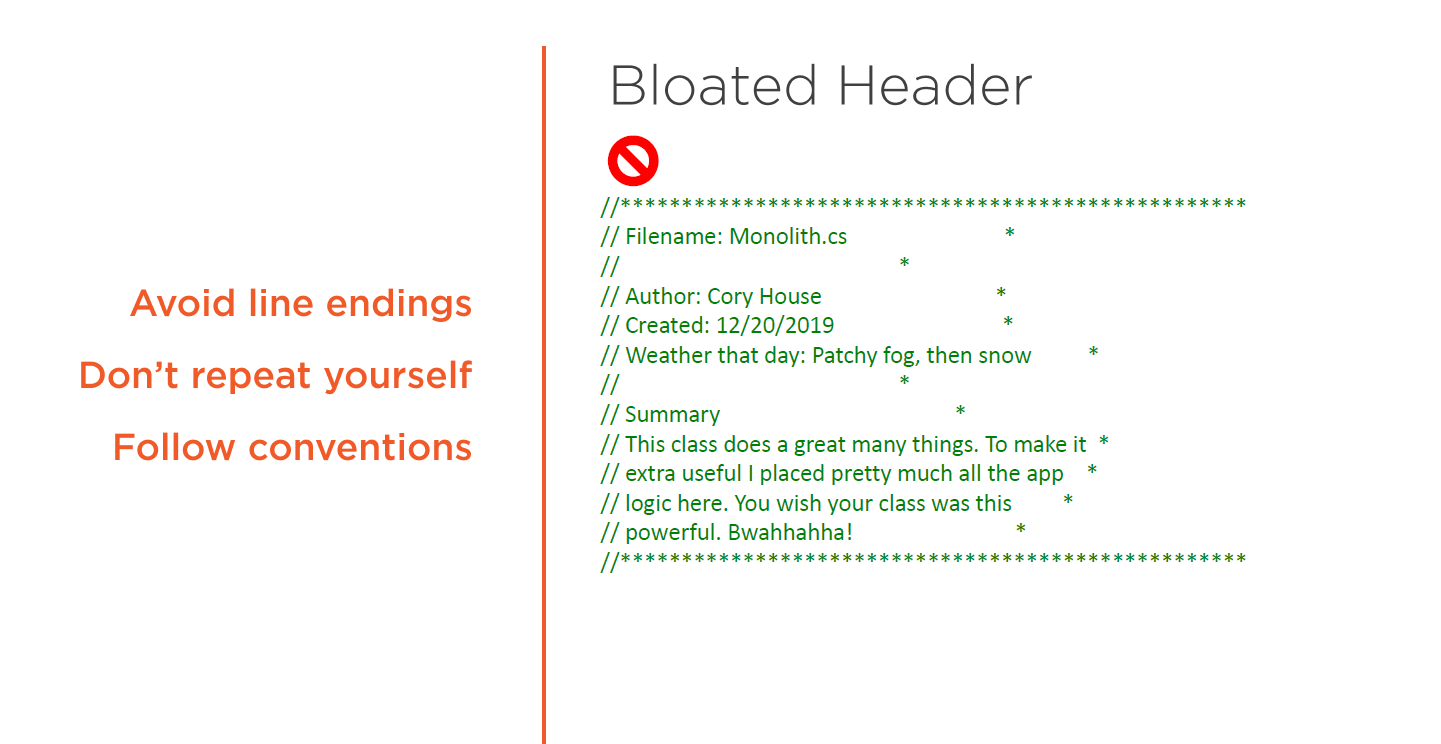 Bloated Header
Avoid line endings
Don’t repeat yourself
Follow conventions
//***************************************************
// Filename: Monolith.cs *
// *
// Author: Cory House *
// Created: 12/20/2019 *
// Weather that day: Patchy fog, then snow *
// *
// Summary *
// This class does a great many things. To make it *
// extra useful I placed pretty much all the app *
// logic here. You wish your class was this *
// powerful. Bwahhahha! *
//***************************************************